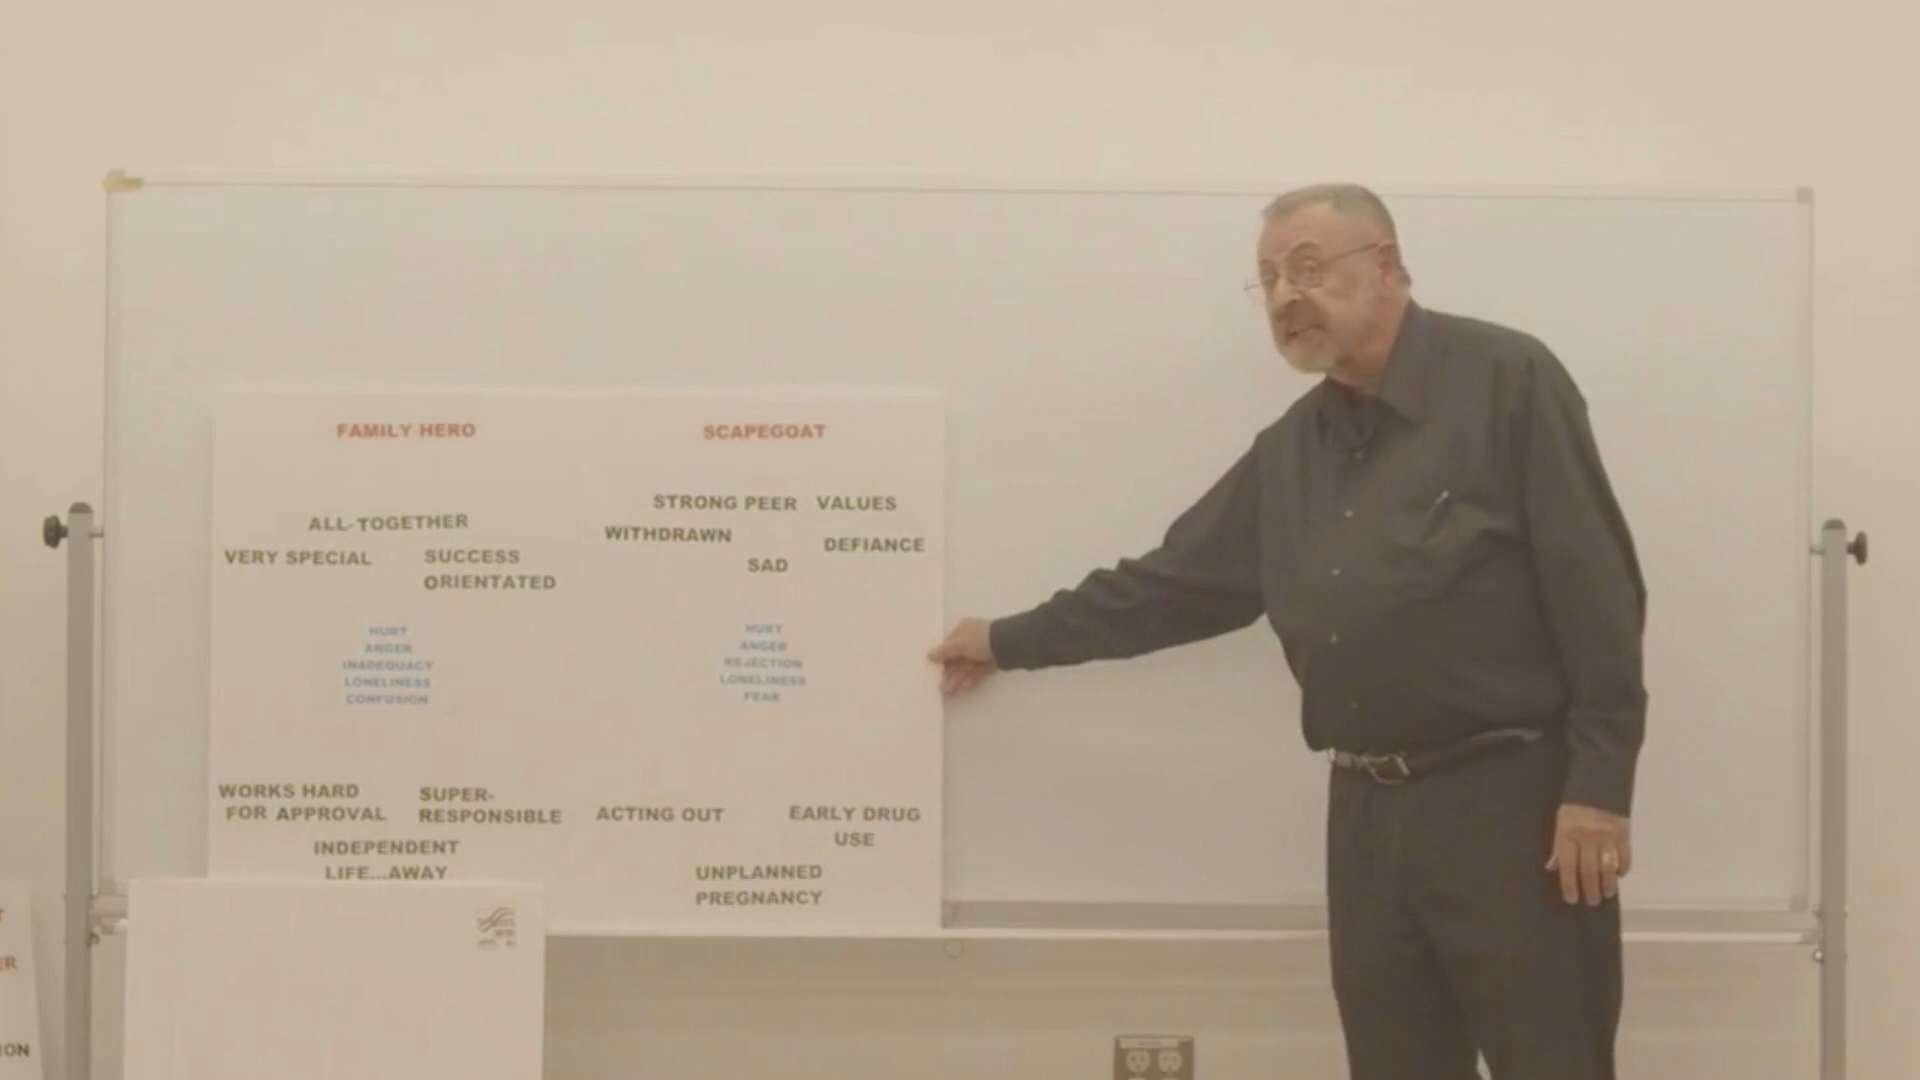 FAMILY HERO
ALL-TOGETHER
VERY SPECIAL
SUCCESS
ORIENTATED
HURT
ANGER
INADEQUACY
LONELINESS
CONFUSION
WORKS HARD
FOR APPROVAL
SUPER-
RESPONSIBLE
INDEPENDENT
LIFE...AWAY
SCAPEGOAT
STRONG PEER VALUES
WITHDRAWN
DEFIANCE
SAD
HURT
ANGER
REJECTION
LONELINESS
FEAR
ACTING OUT
EARLY DRUG
USE
UNPLANNED
PREGNANCY